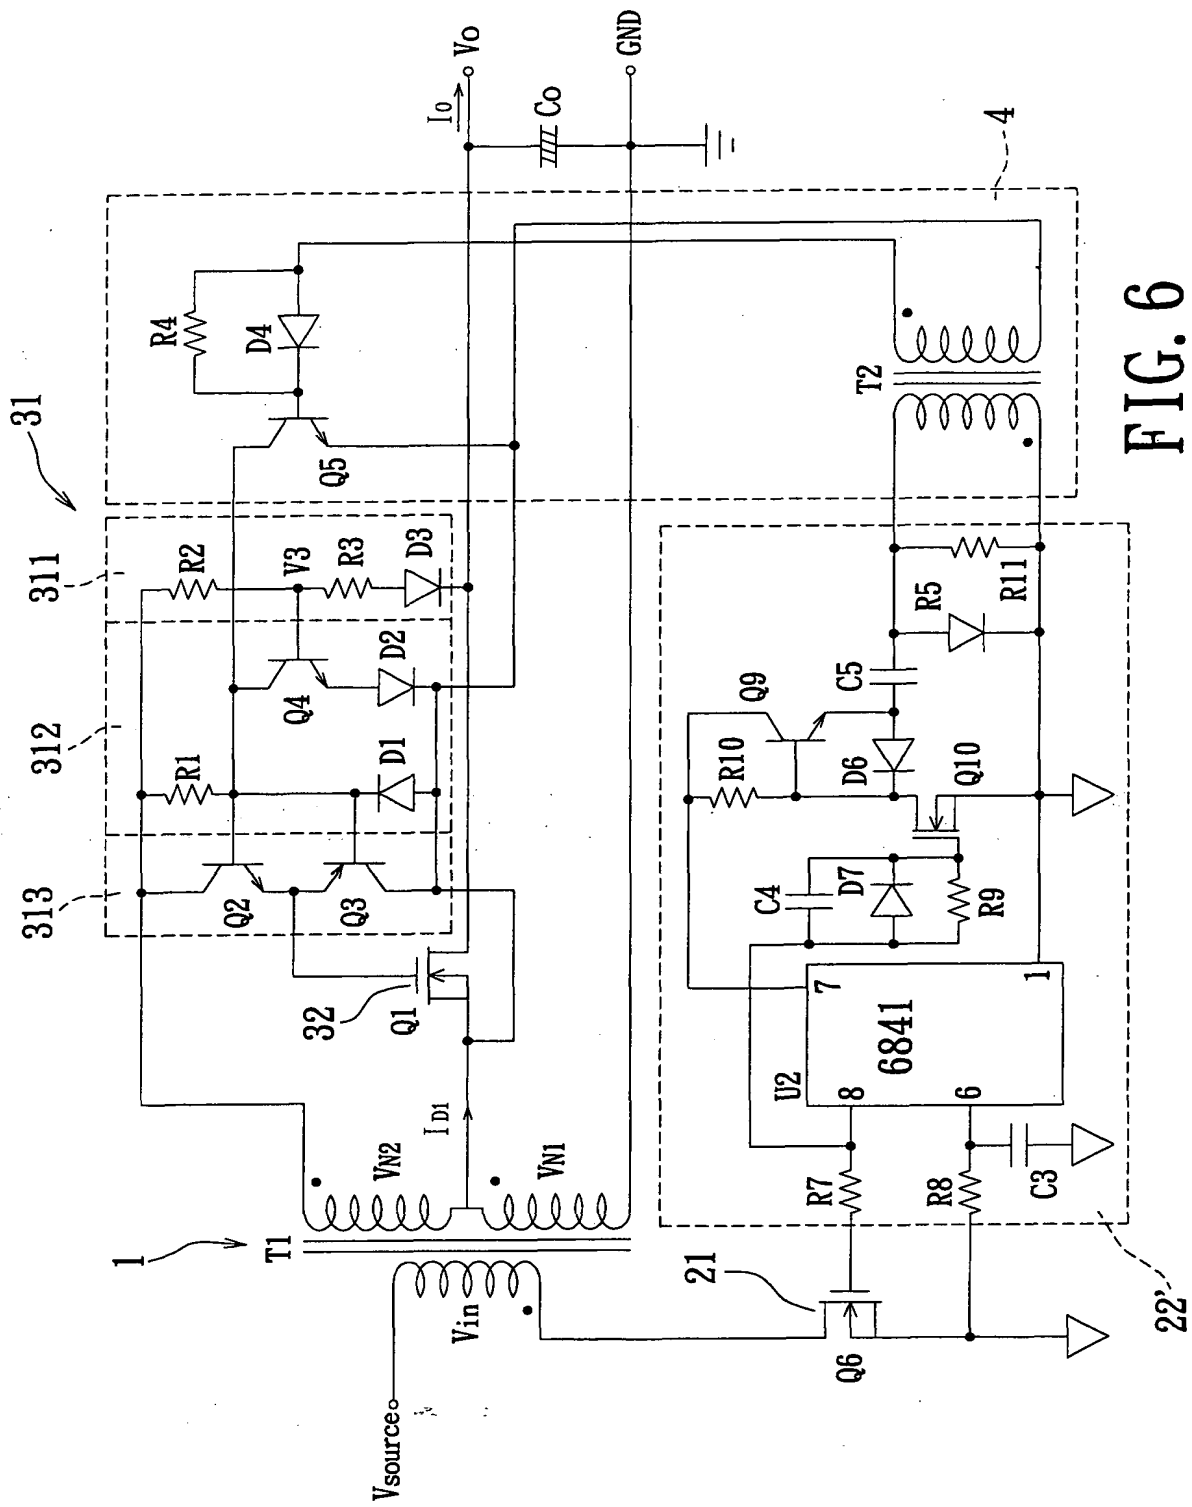 31
311
312
313
R4
D4
Q5
R2
V3
R3
D3
R1
Q4
D2
D1
Q2
Q3
32
Q1
I0
Vo
Co
GND
4
T2
1
T1
VN2
VN1
ID1
Vin
Vsource
21
Q6
22'
R7
R8
C3
U2
6841
7
8
6
1
C4
D7
R9
Q10
D6
R10
Q9
C5
R5
R11
FIG. 6